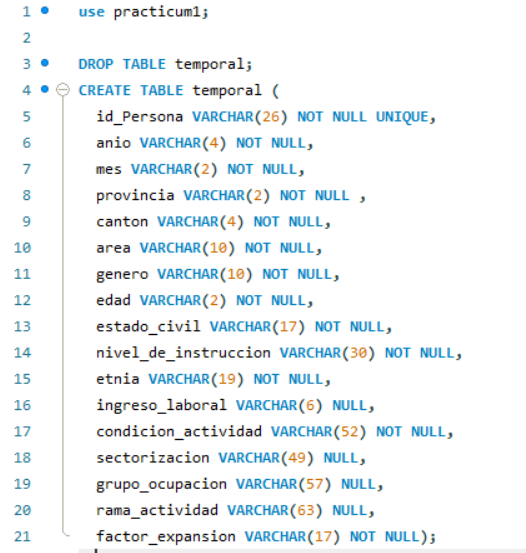 1 use practicum1;
2
3 DROP TABLE temporal;
4 CREATE TABLE temporal (
5 id_Persona VARCHAR(26) NOT NULL UNIQUE,
6 anio VARCHAR(4) NOT NULL,
7 mes VARCHAR(2) NOT NULL,
8 provincia VARCHAR(2) NOT NULL ,
9 canton VARCHAR(4) NOT NULL,
10 area VARCHAR(10) NOT NULL,
11 genero VARCHAR(10) NOT NULL,
12 edad VARCHAR(2) NOT NULL,
13 estado_civil VARCHAR(17) NOT NULL,
14 nivel_de_instruccion VARCHAR(30) NOT NULL,
15 etnia VARCHAR(19) NOT NULL,
16 ingreso_laboral VARCHAR(6) NULL,
17 condicion_actividad VARCHAR(52) NOT NULL,
18 sectorizacion VARCHAR(49) NULL,
19 grupo_ocupacion VARCHAR(57) NULL,
20 rama_actividad VARCHAR(63) NULL,
21 factor_expansion VARCHAR(17) NOT NULL);